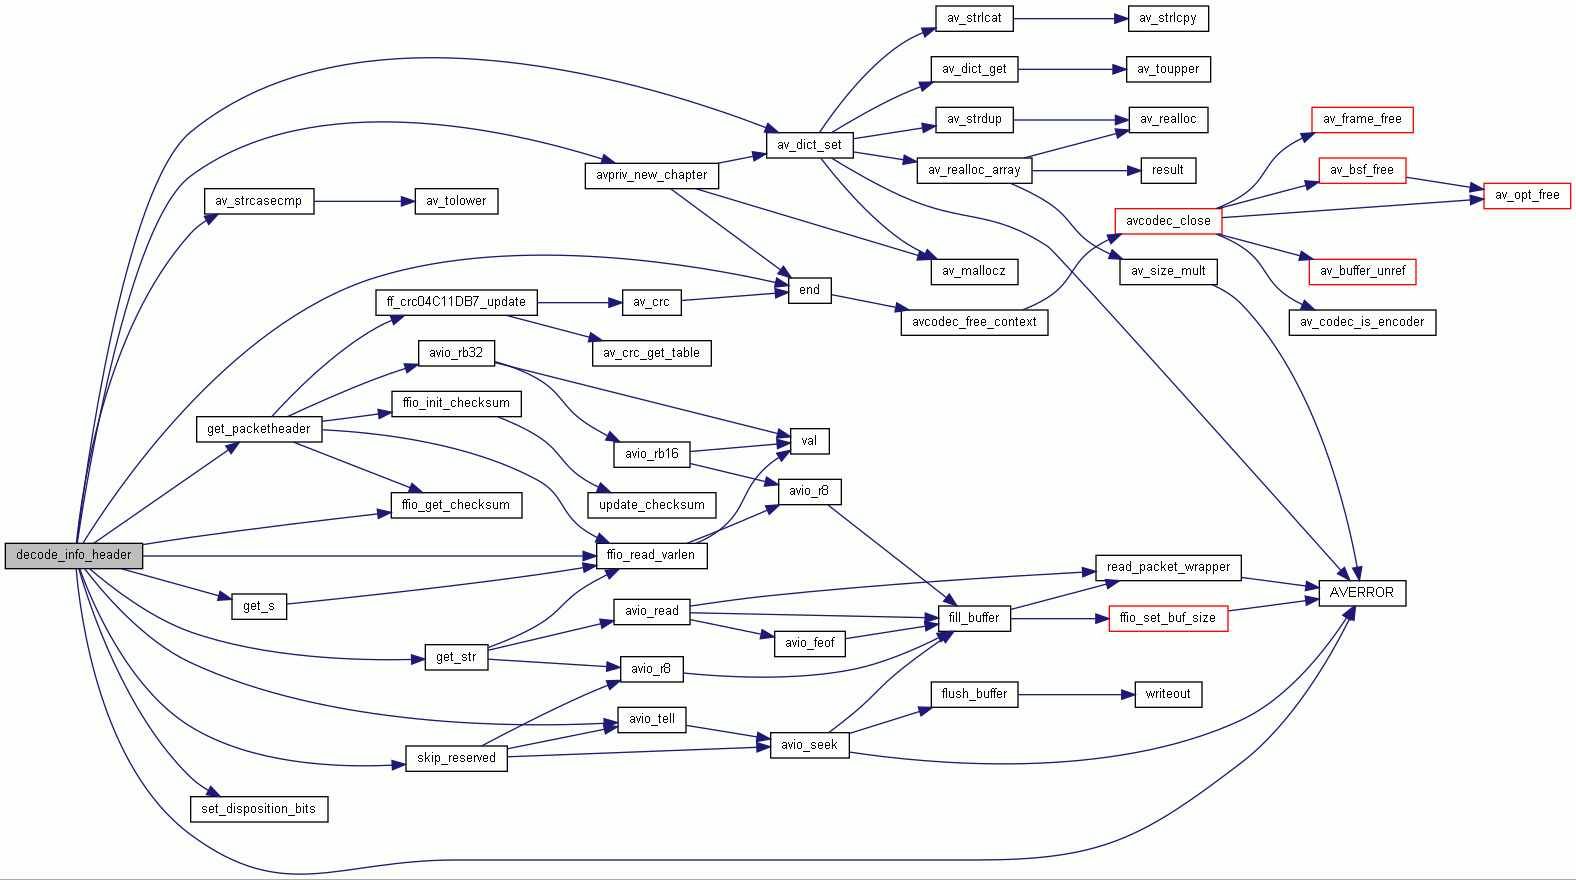 av_strlcat
av_strlcpy
av_dict_get
av_toupper
av_strdup
av_realloc
av_frame_free
av_dict_set
av_realloc_array
result
av_bsf_free
avpriv_new_chapter
av_opt_free
av_strcasecmp
av_tolower
avcodec_close
av_mallocz
av_size_mult
av_buffer_unref
end
ff_crc04C11DB7_update
av_crc
avcodec_free_context
av_codec_is_encoder
avio_rb32
av_crc_get_table
ffio_init_checksum
get_packetheader
val
avio_rb16
avio_r8
ffio_get_checksum
update_checksum
decode_info_header
ffio_read_varlen
read_packet_wrapper
AVERROR
get_s
avio_read
fill_buffer
ffio_set_buf_size
avio_feof
get_str
avio_r8
flush_buffer
writeout
avio_tell
avio_seek
skip_reserved
set_disposition_bits